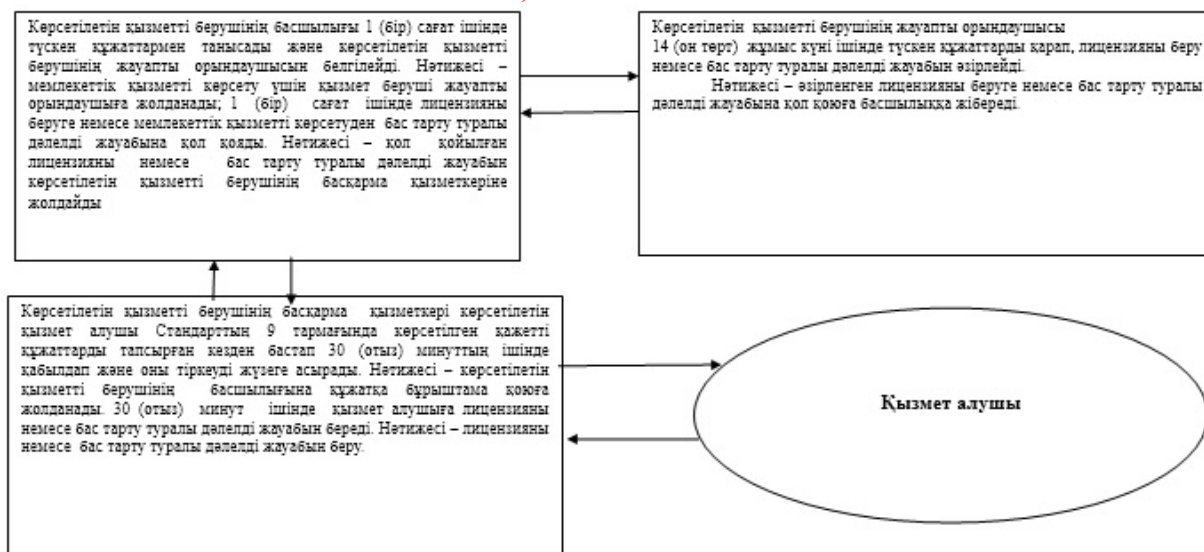 Көрсетілетін қызметті берушінің басшылығы 1 (бір) сағат ішінде
түскен құжаттармен танысады және көрсетілетін қызметті
берушінің жауапты орындаушысын белгілейді. Нәтижесі –
мемлекеттік қызметті көрсету үшін қызмет беруші жауапты
орындаушыға жолданады; 1 (бір) сағат ішінде лицензияны
беруге немесе мемлекеттік қызметті көрсетуден бас тарту туралы
дәлелді жауабына қол қояды. Нәтижесі – қол қойылған
лицензияны немесе бас тарту туралы дәлелді жауабын
көрсетілетін қызметті берушінің басқарма қызметкеріне
жолдайды
Көрсетілетін қызметті берушінің жауапты орындаушысы
14 (он төрт) жұмыс күні ішінде түскен құжаттарды қарап, лицензияны беру
немесе бас тарту туралы дәлелді жауабын әзірлейді.
Нәтижесі – әзірленген лицензияны беруге немесе бас тарту туралы
дәлелді жауабына қол қоюға басшылыққа жібереді.
Көрсетілетін қызметті берушінің басқарма қызметкері көрсетілетін
қызмет алушы Стандарттың 9 тармағында көрсетілген қажетті
құжаттарды тапсырған кезден бастап 30 (отыз) минуттың ішінде
қабылдап және оны тіркеуді жүзеге асырады. Нәтижесі – көрсетілетін
қызметті берушінің басшылығына құжатқа бұрыштама қоюға
жолданады. 30 (отыз) минут ішінде қызмет алушыға лицензияны
немесе бас тарту туралы дәлелді жауабын береді. Нәтижесі – лицензияны
немесе бас тарту туралы дәлелді жауабын беру.
Қызмет алушы